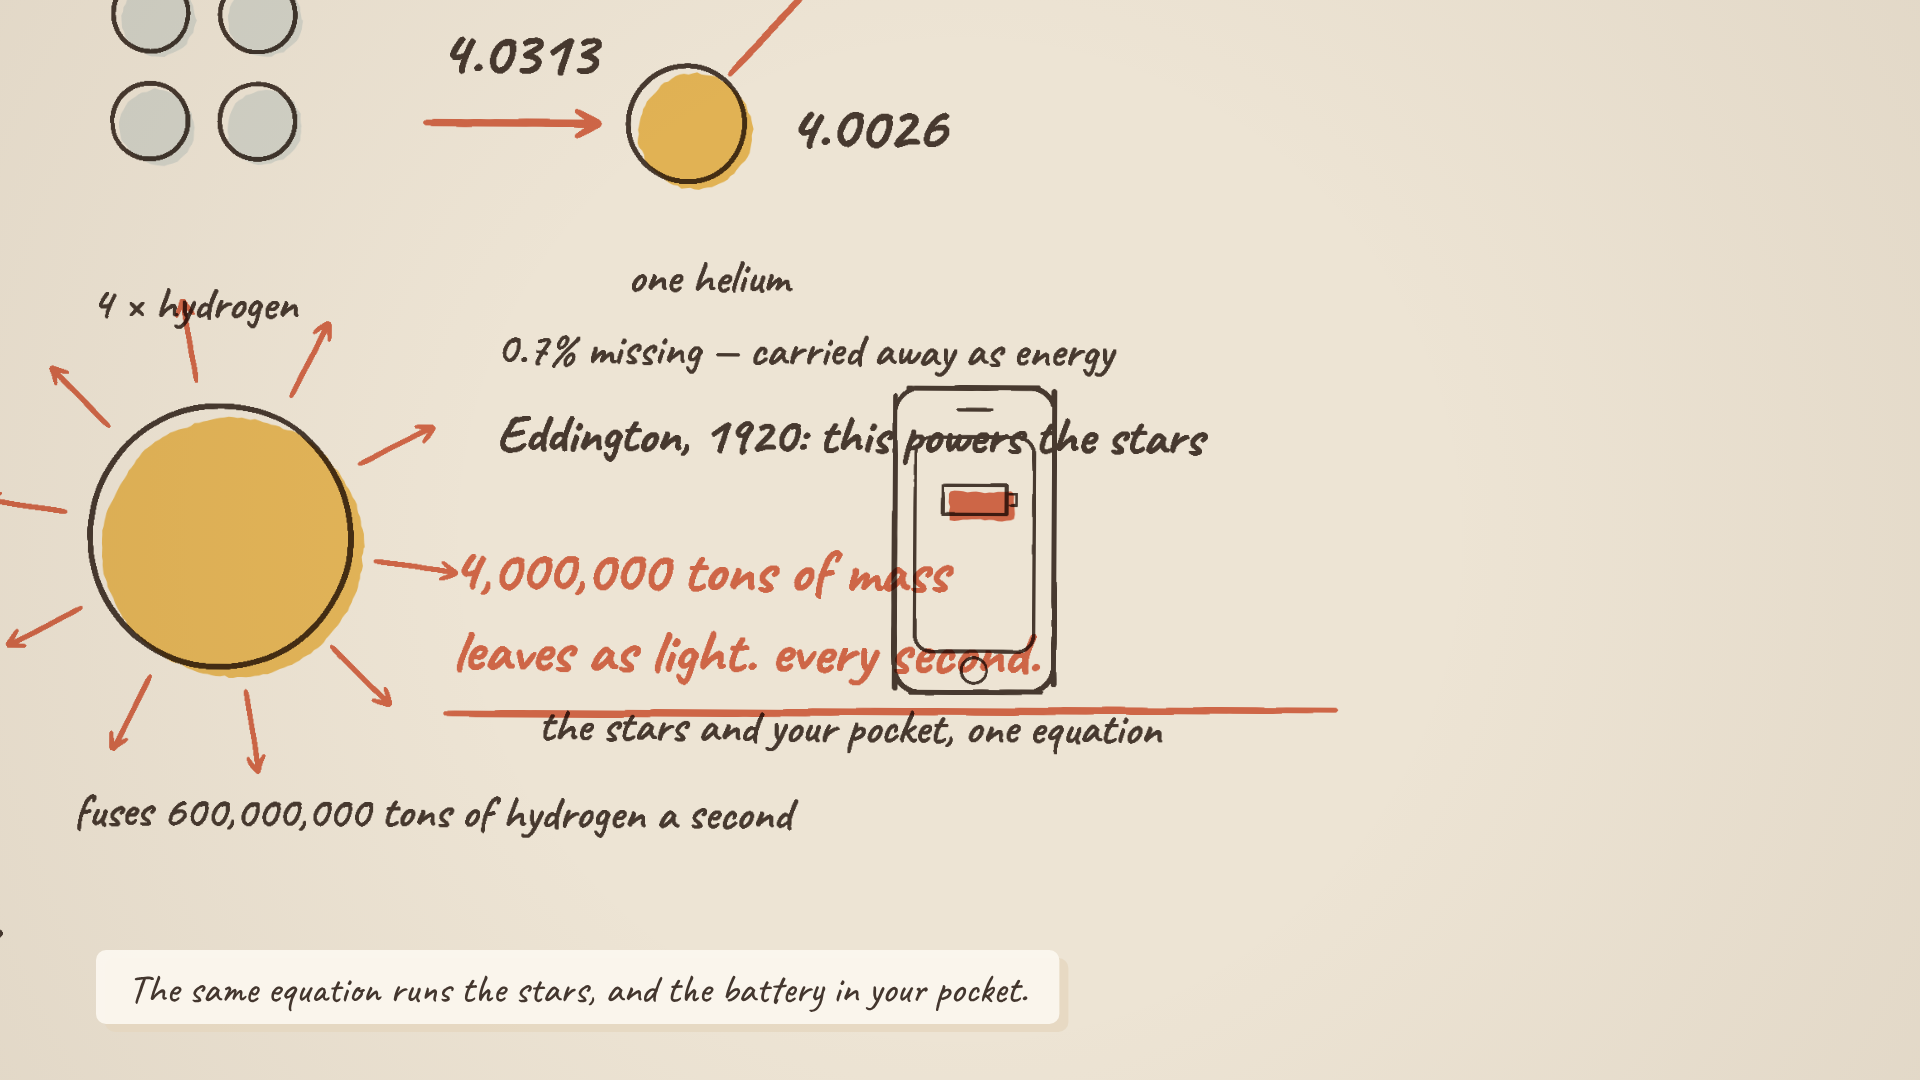 4.0313
4.0026
one helium
4 × hydrogen
0.7% missing — carried away as energy
Eddington, 1920: this powers the stars
4,000,000 tons of mass
leaves as light. every second.
the stars and your pocket, one equation
fuses 600,000,000 tons of hydrogen a second
The same equation runs the stars, and the battery in your pocket.